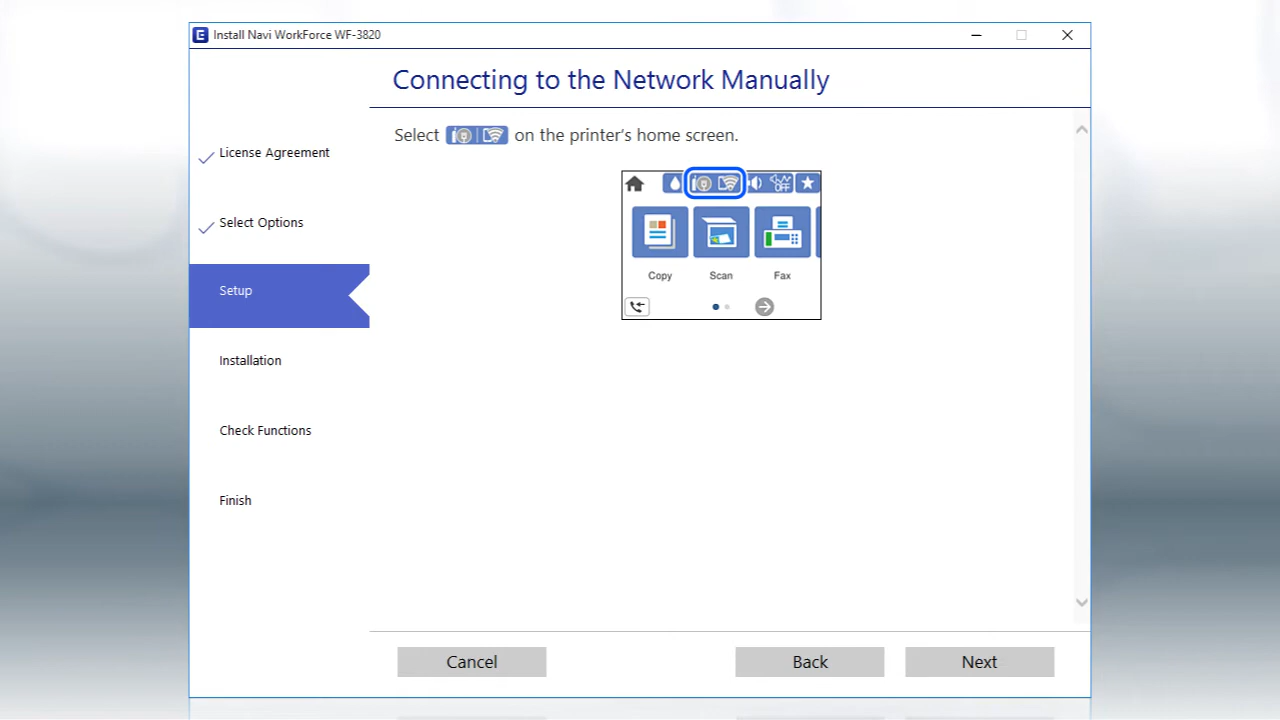 Install Navi WorkForce WF-3820
Connecting to the Network Manually
License Agreement
Select Options
Setup
Installation
Check Functions
Finish
Select on the printer's home screen.
OFF
Copy Scan Fax
Cancel Back Next